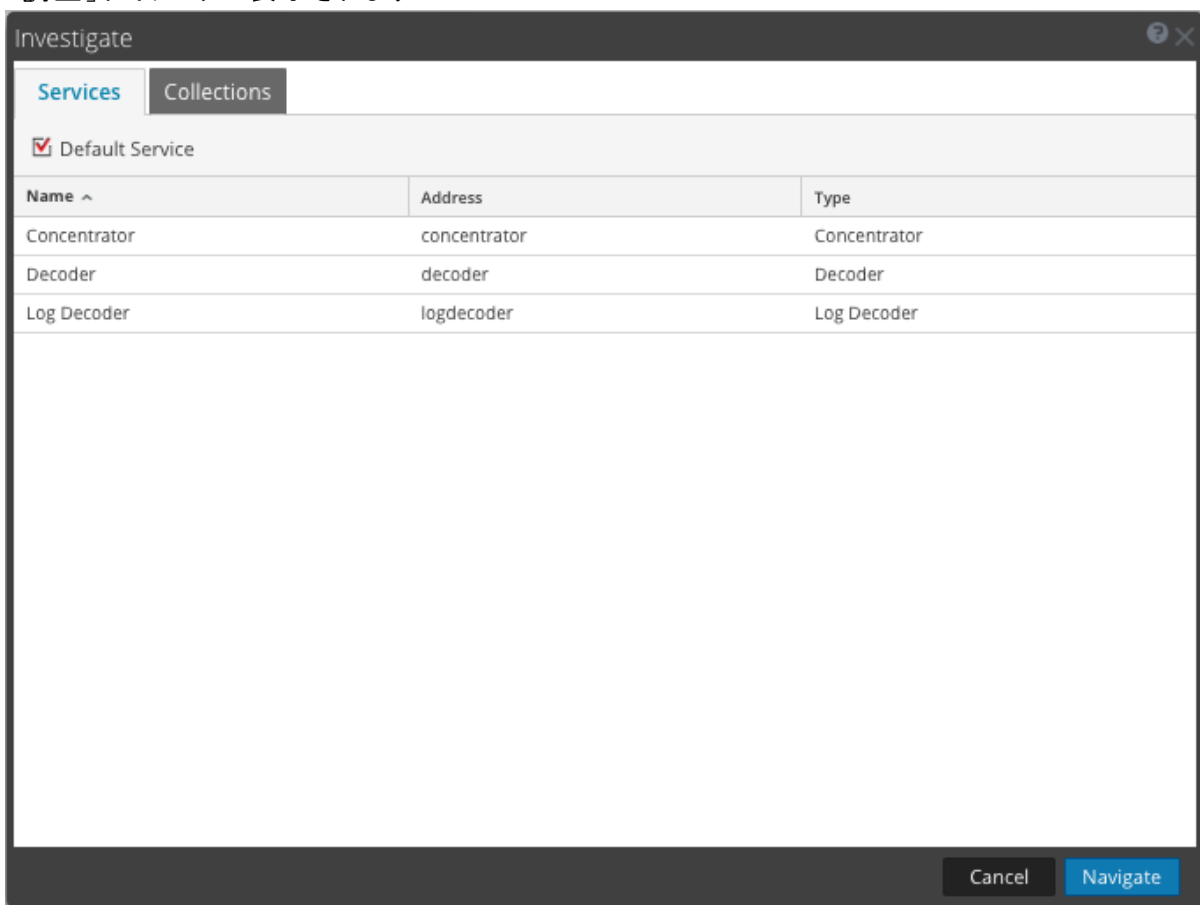 Investigate
Services Collections
Default Service
Name Address Type
Concentrator concentrator Concentrator
Decoder decoder Decoder
Log Decoder logdecoder Log Decoder
Cancel Navigate